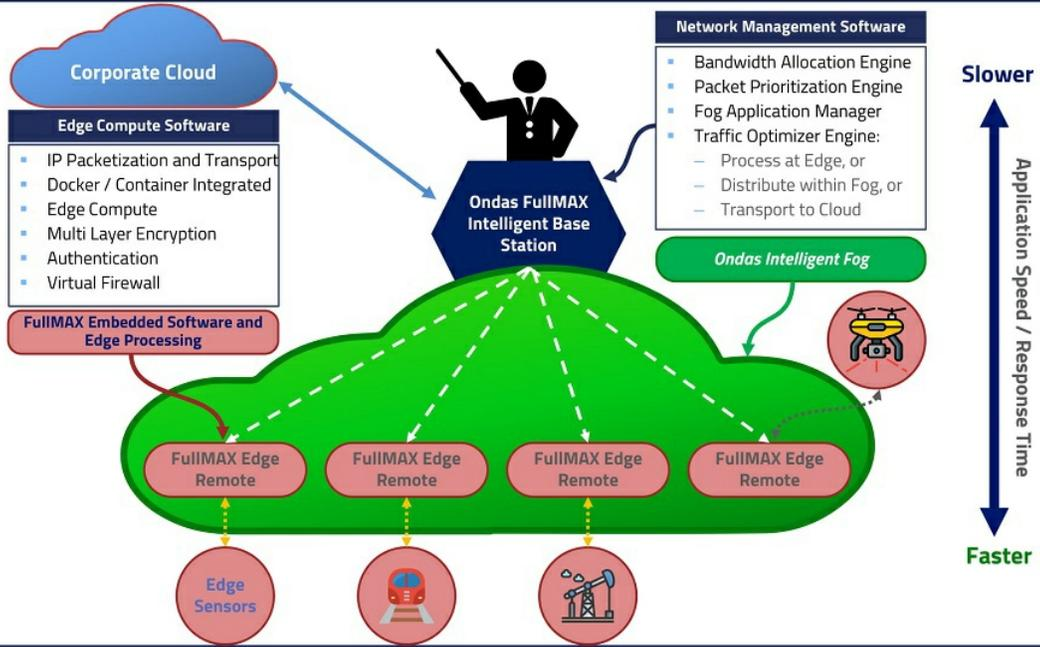 Corporate Cloud
Edge Compute Software
IP Packetization and Transport
Docker / Container Integrated
Edge Compute
Multi Layer Encryption
Authentication
Virtual Firewall
FullMAX Embedded Software and
Edge Processing
Ondas FullMAX
Intelligent Base
Station
Network Management Software
Bandwidth Allocation Engine
Packet Prioritization Engine
Fog Application Manager
Traffic Optimizer Engine:
– Process at Edge, or
– Distribute within Fog, or
– Transport to Cloud
Ondas Intelligent Fog
Slower
Application Speed / Response Time
Faster
FullMAX Edge
Remote
FullMAX Edge
Remote
FullMAX Edge
Remote
FullMAX Edge
Remote
Edge
Sensors